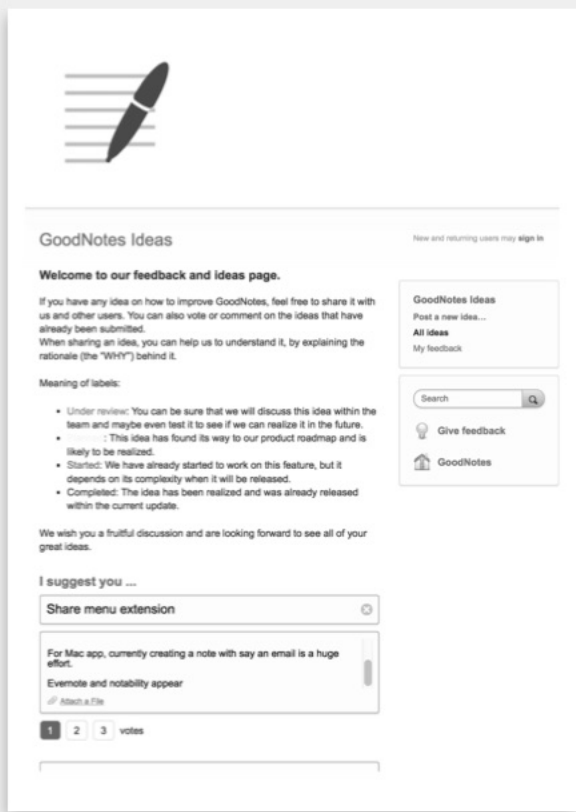 GoodNotes Ideas
New and returning users may sign in
Welcome to our feedback and ideas page.
If you have any idea on how to improve GoodNotes, feel free to share it with
us and other users. You can also vote or comment on the ideas that have
already been submitted.
When sharing an idea, you can help us to understand it, by explaining the
rationale (the "WHY") behind it.
Meaning of labels:
• Under review: You can be sure that we will discuss this idea within the
team and maybe even test it to see if we can realize it in the future.
• : This idea has found its way to our product roadmap and is
likely to be realized.
• Started: We have already started to work on this feature, but it
depends on its complexity when it will be released.
• Completed: The idea has been realized and was already released
within the current update.
We wish you a fruitful discussion and are looking forward to see all of your
great ideas.
I suggest you ...
Share menu extension
For Mac app, currently creating a note with say an email is a huge
effort.
Evernote and notability appear
Attach a File
1 2 3 votes
GoodNotes Ideas
Post a new idea...
All ideas
My feedback
Search
Give feedback
GoodNotes